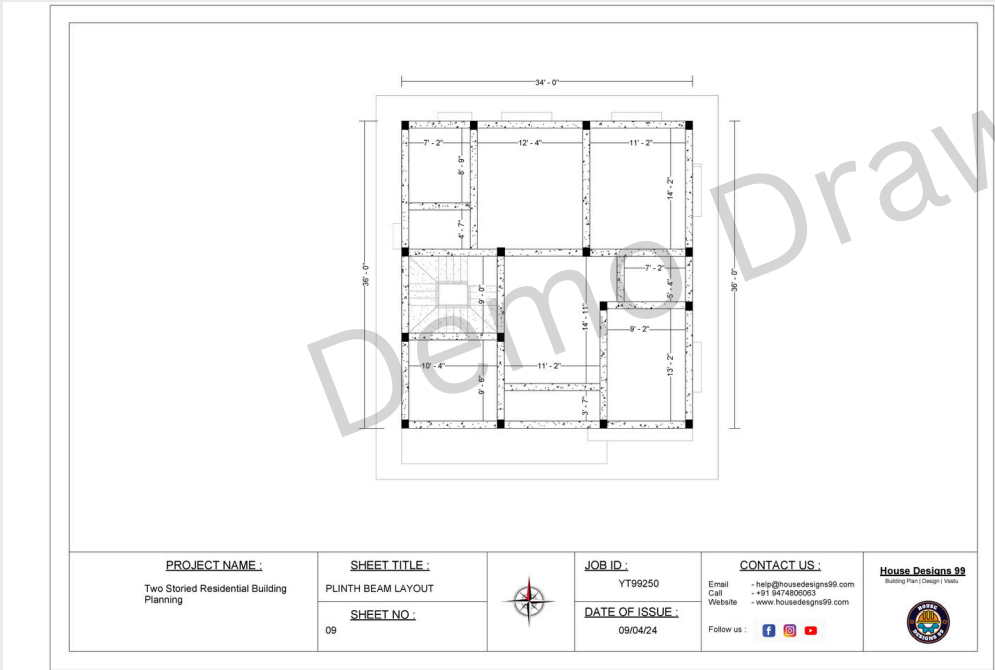 34' - 0"
7' - 2"
12' - 4"
11' - 2"
8' - 9"
14' - 2"
4' - 7"
36' - 0"
36' - 0"
7' - 2"
5' - 4"
9' - 0"
14' - 11"
9' - 2"
10' - 4"
11' - 2"
13' - 2"
9' - 6"
3' - 7"
Demo Draw
PROJECT NAME :
Two Storied Residential Building
Planning
SHEET TITLE :
PLINTH BEAM LAYOUT
SHEET NO :
09
JOB ID :
YT99250
DATE OF ISSUE :
09/04/24
CONTACT US :
Email - help@housedesigns99.com
Call - +91 9474806063
Website - www.housedesgns99.com
Follow us :
House Designs 99
Building Plan | Design | Vastu
HOUSE
DESIGNS 99